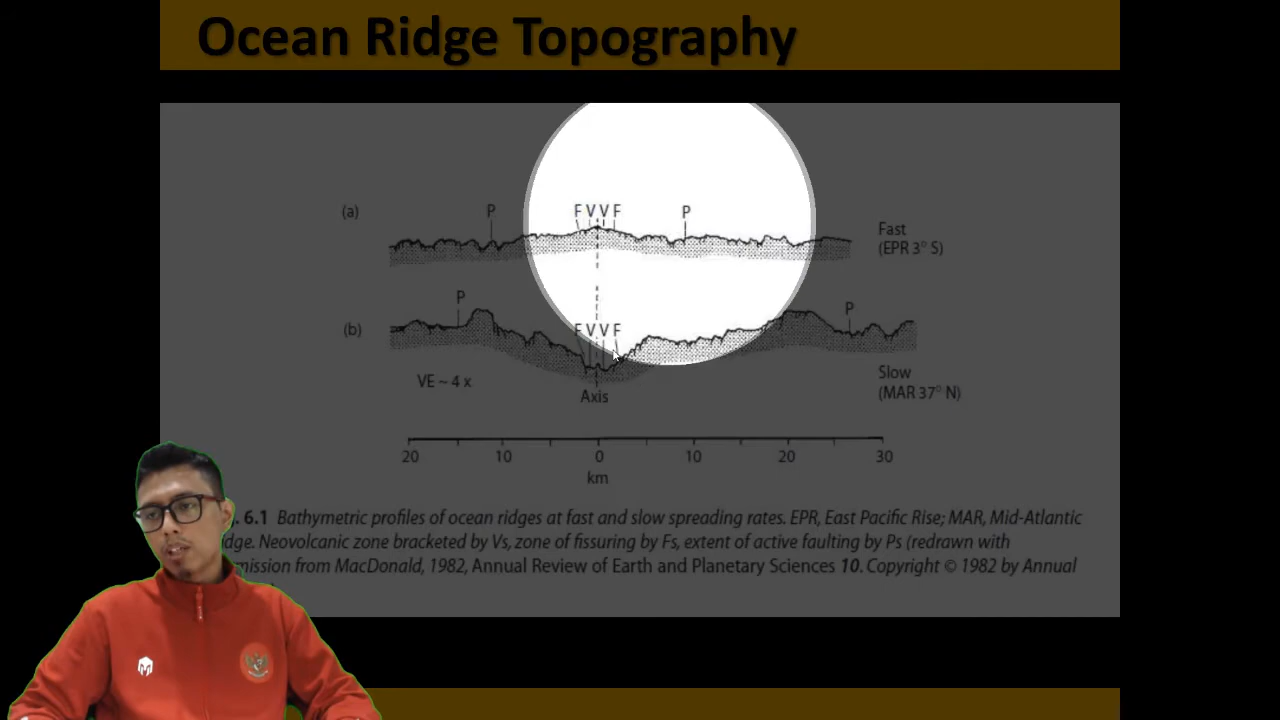 Ocean Ridge Topography
(a)
P
F V V F
P
Fast
(EPR 3° S)
P
(b)
F V V F
P
VE ~ 4 x
Axis
Slow
(MAR 37° N)
20 10 0 10 20 30
km
. 6.1 Bathymetric profiles of ocean ridges at fast and slow spreading rates. EPR, East Pacific Rise; MAR, Mid-Atlantic
dge. Neovolcanic zone bracketed by Vs, zone of fissuring by Fs, extent of active faulting by Ps (redrawn with
mission from MacDonald, 1982, Annual Review of Earth and Planetary Sciences 10. Copyright © 1982 by Annual